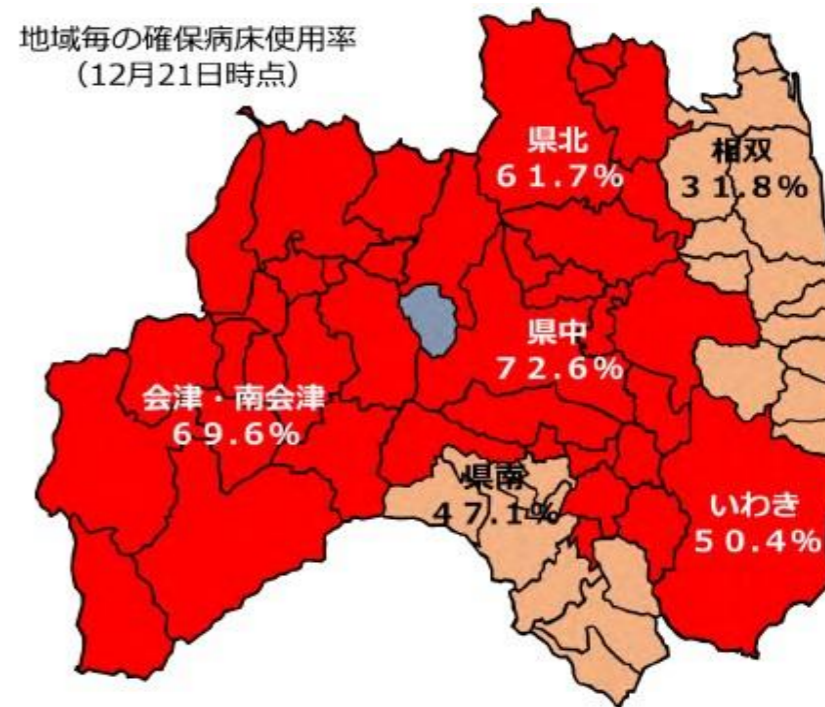 地域毎の確保病床使用率
（12月21日時点）
県北
６１.７％
相双
３１.８％
県中
７２.６％
会津・南会津
６９.６％
県南
４７.１％
いわき
５０.４％